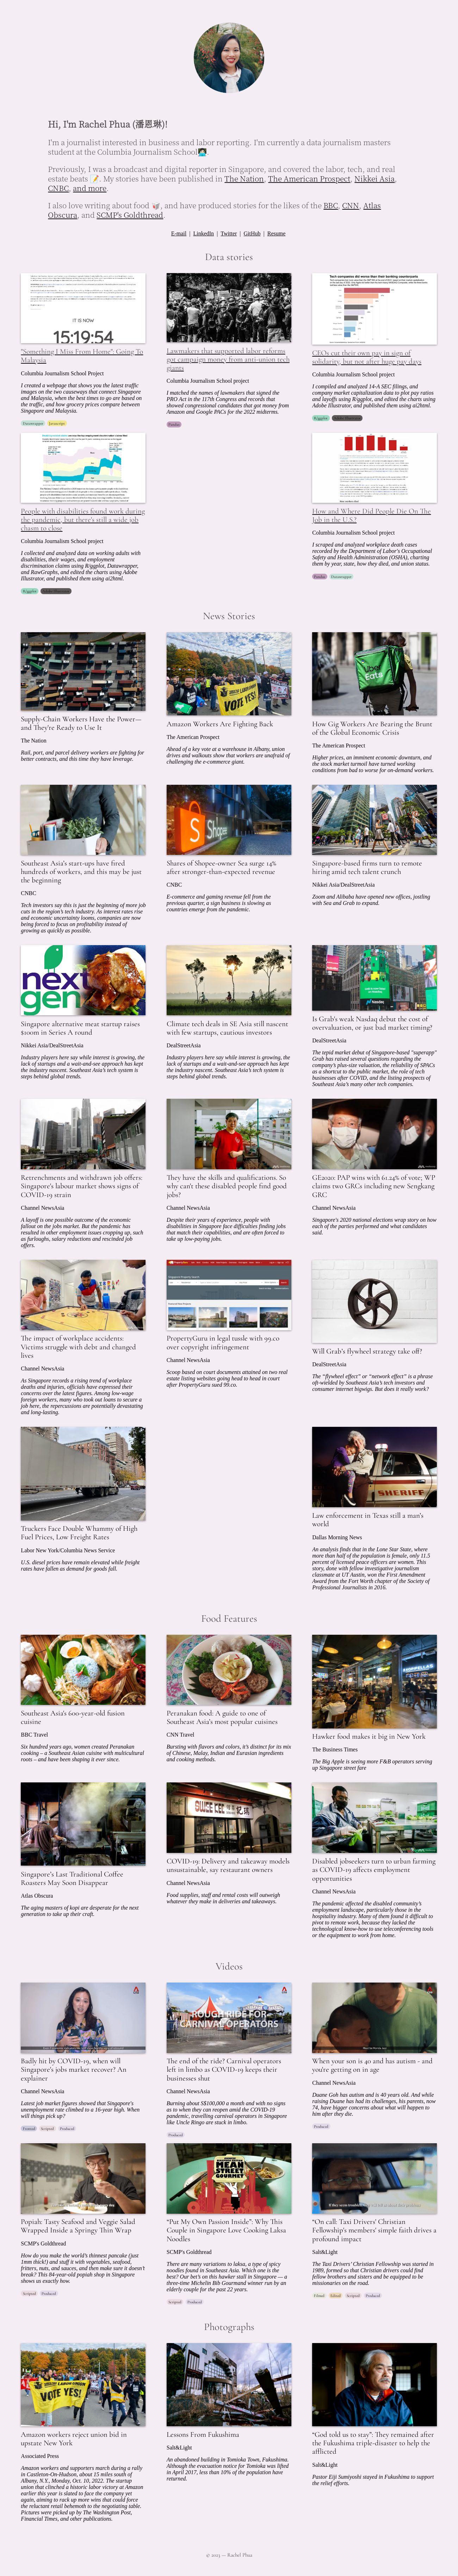 Hi, I'm Rachel Phua (潘恩琳)!
I'm a journalist interested in business and labor reporting. I'm currently a data journalism masters
student at the Columbia Journalism School
Previously, I was a broadcast and digital reporter in Singapore, and covered the labor, tech, and real
estate beats 📝. My stories have been published in The Nation, The American Prospect, Nikkei Asia,
CNBC, and more.
I also love writing about food 🥡, and have produced stories for the likes of the BBC, CNN, Atlas
Obscura, and SCMP's Goldthread.
E-mail | LinkedIn | Twitter | GitHub | Resume
Data stories
IT IS NOW
15:19:54
"Something I Miss From Home": Going To
Malaysia
Columbia Journalism School Project
I created a webpage that shows you the latest traffic
images on the two causeways that connect Singapore
and Malaysia, when the best times to go are based on
the traffic, and how grocery prices compare between
Singapore and Malaysia.
Datawrapper Javascript
Lawmakers that supported labor reforms
got campaign money from anti-union tech
giants
Columbia Journalism School project
I matched the names of lawmakers that signed the
PRO Act in the 117th Congress and records that
showed congressional candidates who got money from
Amazon and Google PACs for the 2022 midterms.
Pandas
Tech companies did worse than their banking counterparts
CEOs cut their own pay in sign of
solidarity, but not after huge pay days
Columbia Journalism School project
I compiled and analyzed 14-A SEC filings, and
company market capitalization data to plot pay ratios
and layoffs using R/ggplot, and edited the charts using
Adobe Illustrator, and published them using ai2html.
R/ggplot Adobe Illustrator
People with disabilities found work during
the pandemic, but there's still a wide job
chasm to close
Columbia Journalism School project
I collected and analyzed data on working adults with
disabilities, their wages, and employment
discrimination claims using R/ggplot, Datawrapper,
and RawGraphs, and edited the charts using Adobe
Illustrator, and published them using ai2html.
R/ggplot Adobe Illustrator
How and Where Did People Die On The
Job in the U.S?
Columbia Journalism School project
I scraped and analyzed workplace death cases
recorded by the Department of Labor's Occupational
Safety and Health Administration (OSHA), charting
them by year, state, how they died, and union status.
Pandas Datawrapper
News Stories
Supply-Chain Workers Have the Power—
and They're Ready to Use It
The Nation
Rail, port, and parcel delivery workers are fighting for
better contracts, and this time they have leverage.
VOTE YES!
Amazon Workers Are Fighting Back
The American Prospect
Ahead of a key vote at a warehouse in Albany, union
drives and walkouts show that workers are unafraid of
challenging the e-commerce giant.
Uber
Eats
How Gig Workers Are Bearing the Brunt
of the Global Economic Crisis
The American Prospect
Higher prices, an imminent economic downturn, and
the stock market turmoil have turned working
conditions from bad to worse for on-demand workers.
Southeast Asia's start-ups have fired
hundreds of workers, and this may be just
the beginning
CNBC
Tech investors say this is just the beginning of more job
cuts in the region's tech industry. As interest rates rise
and economic uncertainty looms, companies are now
being forced to focus on profitability instead of
growing as quickly as possible.
Shopee
Shares of Shopee-owner Sea surge 14%
after stronger-than-expected revenue
CNBC
E-commerce and gaming revenue fell from the
previous quarter, a sign business is slowing as
countries emerge from the pandemic.
Singapore-based firms turn to remote
hiring amid tech talent crunch
Nikkei Asia/DealStreetAsia
Zoom and Alibaba have opened new offices, jostling
with Sea and Grab to expand.
next
gen
Singapore alternative meat startup raises
$100m in Series A round
Nikkei Asia/DealStreetAsia
Industry players here say while interest is growing, the
lack of startups and a wait-and-see approach has kept
the industry nascent. Southeast Asia's tech system is
steps behind global trends.
Climate tech deals in SE Asia still nascent
with few startups, cautious investors
DealStreetAsia
Industry players here say while interest is growing, the
lack of startups and a wait-and-see approach has kept
the industry nascent. Southeast Asia's tech system is
steps behind global trends.
Is Grab's weak Nasdaq debut the cost of
overvaluation, or just bad market timing?
DealStreetAsia
The tepid market debut of Singapore-based "superapp"
Grab has raised several questions regarding the
company's plus-size valuation, the reliability of SPACs
as a shortcut to the public market, the role of tech
businesses after COVID, and the listing prospects of
Southeast Asia's many other tech companies.
Retrenchments and withdrawn job offers:
Singapore's labour market shows signs of
COVID-19 strain
Channel NewsAsia
A layoff is one possible outcome of the economic
fallout on the jobs market. But the pandemic has
resulted in other employment issues cropping up, such
as furloughs, salary reductions and rescinded job
offers.
They have the skills and qualifications. So
why can't these disabled people find good
jobs?
Channel NewsAsia
Despite their years of experience, people with
disabilities in Singapore face difficulties finding jobs
that match their capabilities, and are often forced to
take up low-paying jobs.
GE2020: PAP wins with 61.24% of vote; WP
claims two GRCs including new Sengkang
GRC
Channel NewsAsia
Singapore's 2020 national elections wrap story on how
each of the parties performed and what candidates
said.
The impact of workplace accidents:
Victims struggle with debt and changed
lives
Channel NewsAsia
As Singapore records a rising trend of workplace
deaths and injuries, officials have expressed their
concerns over the latest figures. Among low-wage
foreign workers, many who took out loans to secure a
job here, the repercussions are potentially devastating
and long-lasting.
PropertyGuru in legal tussle with 99.co
over copyright infringement
Channel NewsAsia
Scoop based on court documents attained on two real
estate listing websites going head to head in court
after PropertyGuru sued 99.co.
Will Grab's flywheel strategy take off?
DealStreetAsia
The "flywheel effect" or "network effect" is a phrase
oft-wielded by Southeast Asia's tech investors and
consumer internet bigwigs. But does it really work?
Truckers Face Double Whammy of High
Fuel Prices, Low Freight Rates
Labor New York/Columbia News Service
U.S. diesel prices have remain elevated while freight
rates have fallen as demand for goods fall.
SHERIFF
Law enforcement in Texas still a man's
world
Dallas Morning News
An analysis finds that in the Lone Star State, where
more than half of the population is female, only 11.5
percent of licensed peace officers are women. This
story, done with fellow investigative journalism
classmate at UT Austin, won the First Amendment
Award from the Fort Worth chapter of the Society of
Professional Journalists in 2016.
Food Features
Southeast Asia's 600-year-old fusion
cuisine
BBC Travel
Six hundred years ago, women created Peranakan
cooking – a Southeast Asian cuisine with multicultural
roots – and have been shaping it ever since.
Peranakan food: A guide to one of
Southeast Asia's most popular cuisines
CNN Travel
Bursting with flavors and colors, it's distinct for its mix
of Chinese, Malay, Indian and Eurasian ingredients
and cooking methods.
Hawker food makes it big in New York
The Business Times
The Big Apple is seeing more F&B operators serving
up Singapore street fare
Singapore's Last Traditional Coffee
Roasters May Soon Disappear
Atlas Obscura
The aging masters of kopi are desperate for the next
generation to take up their craft.
COVID-19: Delivery and takeaway models
unsustainable, say restaurant owners
Channel NewsAsia
Food supplies, staff and rental costs will outweigh
whatever they make in deliveries and takeaways.
Disabled jobseekers turn to urban farming
as COVID-19 affects employment
opportunities
Channel NewsAsia
The pandemic affected the disabled community's
employment landscape, particularly those in the
hospitality industry. Many of them found it difficult to
pivot to remote work, because they lacked the
technological know-how to use teleconferencing tools
or the equipment to work from home.
Videos
Badly hit by COVID-19, when will
Singapore's jobs market recover? An
explainer
Channel NewsAsia
Latest job market figures showed that Singapore's
unemployment rate climbed to a 16-year high. When
will things pick up?
Scripted Produced
ROUGH RIDE FOR
CARNIVAL OPERATORS
The end of the ride? Carnival operators
left in limbo as COVID-19 keeps their
businesses shut
Channel NewsAsia
Burning about S$100,000 a month and with no signs
as to when they can reopen amid the COVID-19
pandemic, travelling carnival operators in Singapore
like Uncle Ringo are stuck in limbo.
Produced
When your son is 40 and has autism - and
you're getting on in age
Channel NewsAsia
Duane Goh has autism and is 40 years old. And while
raising Duane has had its challenges, his parents, now
74, have bigger concerns about what will happen to
him after they die.
Produced
Popiah: Tasty Seafood and Veggie Salad
Wrapped Inside a Springy Thin Wrap
SCMP's Goldthread
How do you make the world's thinnest pancake (just
1mm thick!) and stuff it with vegetables, seafood,
fritters, nuts, and sauces, and then make sure it doesn't
break? This 84-year-old popiah shop in Singapore
shows us exactly how.
Scripted Produced
MEAN
STREET
GOURMET
"Put My Own Passion Inside": Why This
Couple in Singapore Love Cooking Laksa
Noodles
SCMP's Goldthread
There are many variations to laksa, a type of spicy
noodles found in Southeast Asia. Which one is the
best? Our bet's on this hawker stall in Singapore — a
three-time Michelin Bib Gourmand winner run by an
elderly couple for the past 22 years.
Scripted Produced
"On call: Taxi Drivers' Christian
Fellowship's members' simple faith drives a
profound impact
Salt&Light
The Taxi Drivers' Christian Fellowship was started in
1989, formed so that Christian drivers could find
fellow brothers and sisters and be equipped to be
missionaries on the road.
Filmed Edited Scripted Produced
Photographs
VOTE YES!
Amazon workers reject union bid in
upstate New York
Associated Press
Amazon workers and supporters march during a rally
in Castleton-On-Hudson, about 15 miles south of
Albany, N.Y., Monday, Oct. 10, 2022. The startup
union that clinched a historic labor victory at Amazon
earlier this year is slated to face the company yet
again, aiming to rack up more wins that could force
the reluctant retail behemoth to the negotiating table.
Pictures were picked up by The Washington Post,
Financial Times, and other publications.
Lessons From Fukushima
Salt&Light
An abandoned building in Tomioka Town, Fukushima.
Although the evacuation notice for Tomioka was lifted
in April 2017, less than 10% of the population have
returned.
"God told us to stay": They remained after
the Fukushima triple-disaster to help the
afflicted
Salt&Light
Pastor Eiji Sumiyoshi stayed in Fukushima to support
the relief efforts.
© 2023 — Rachel Phua